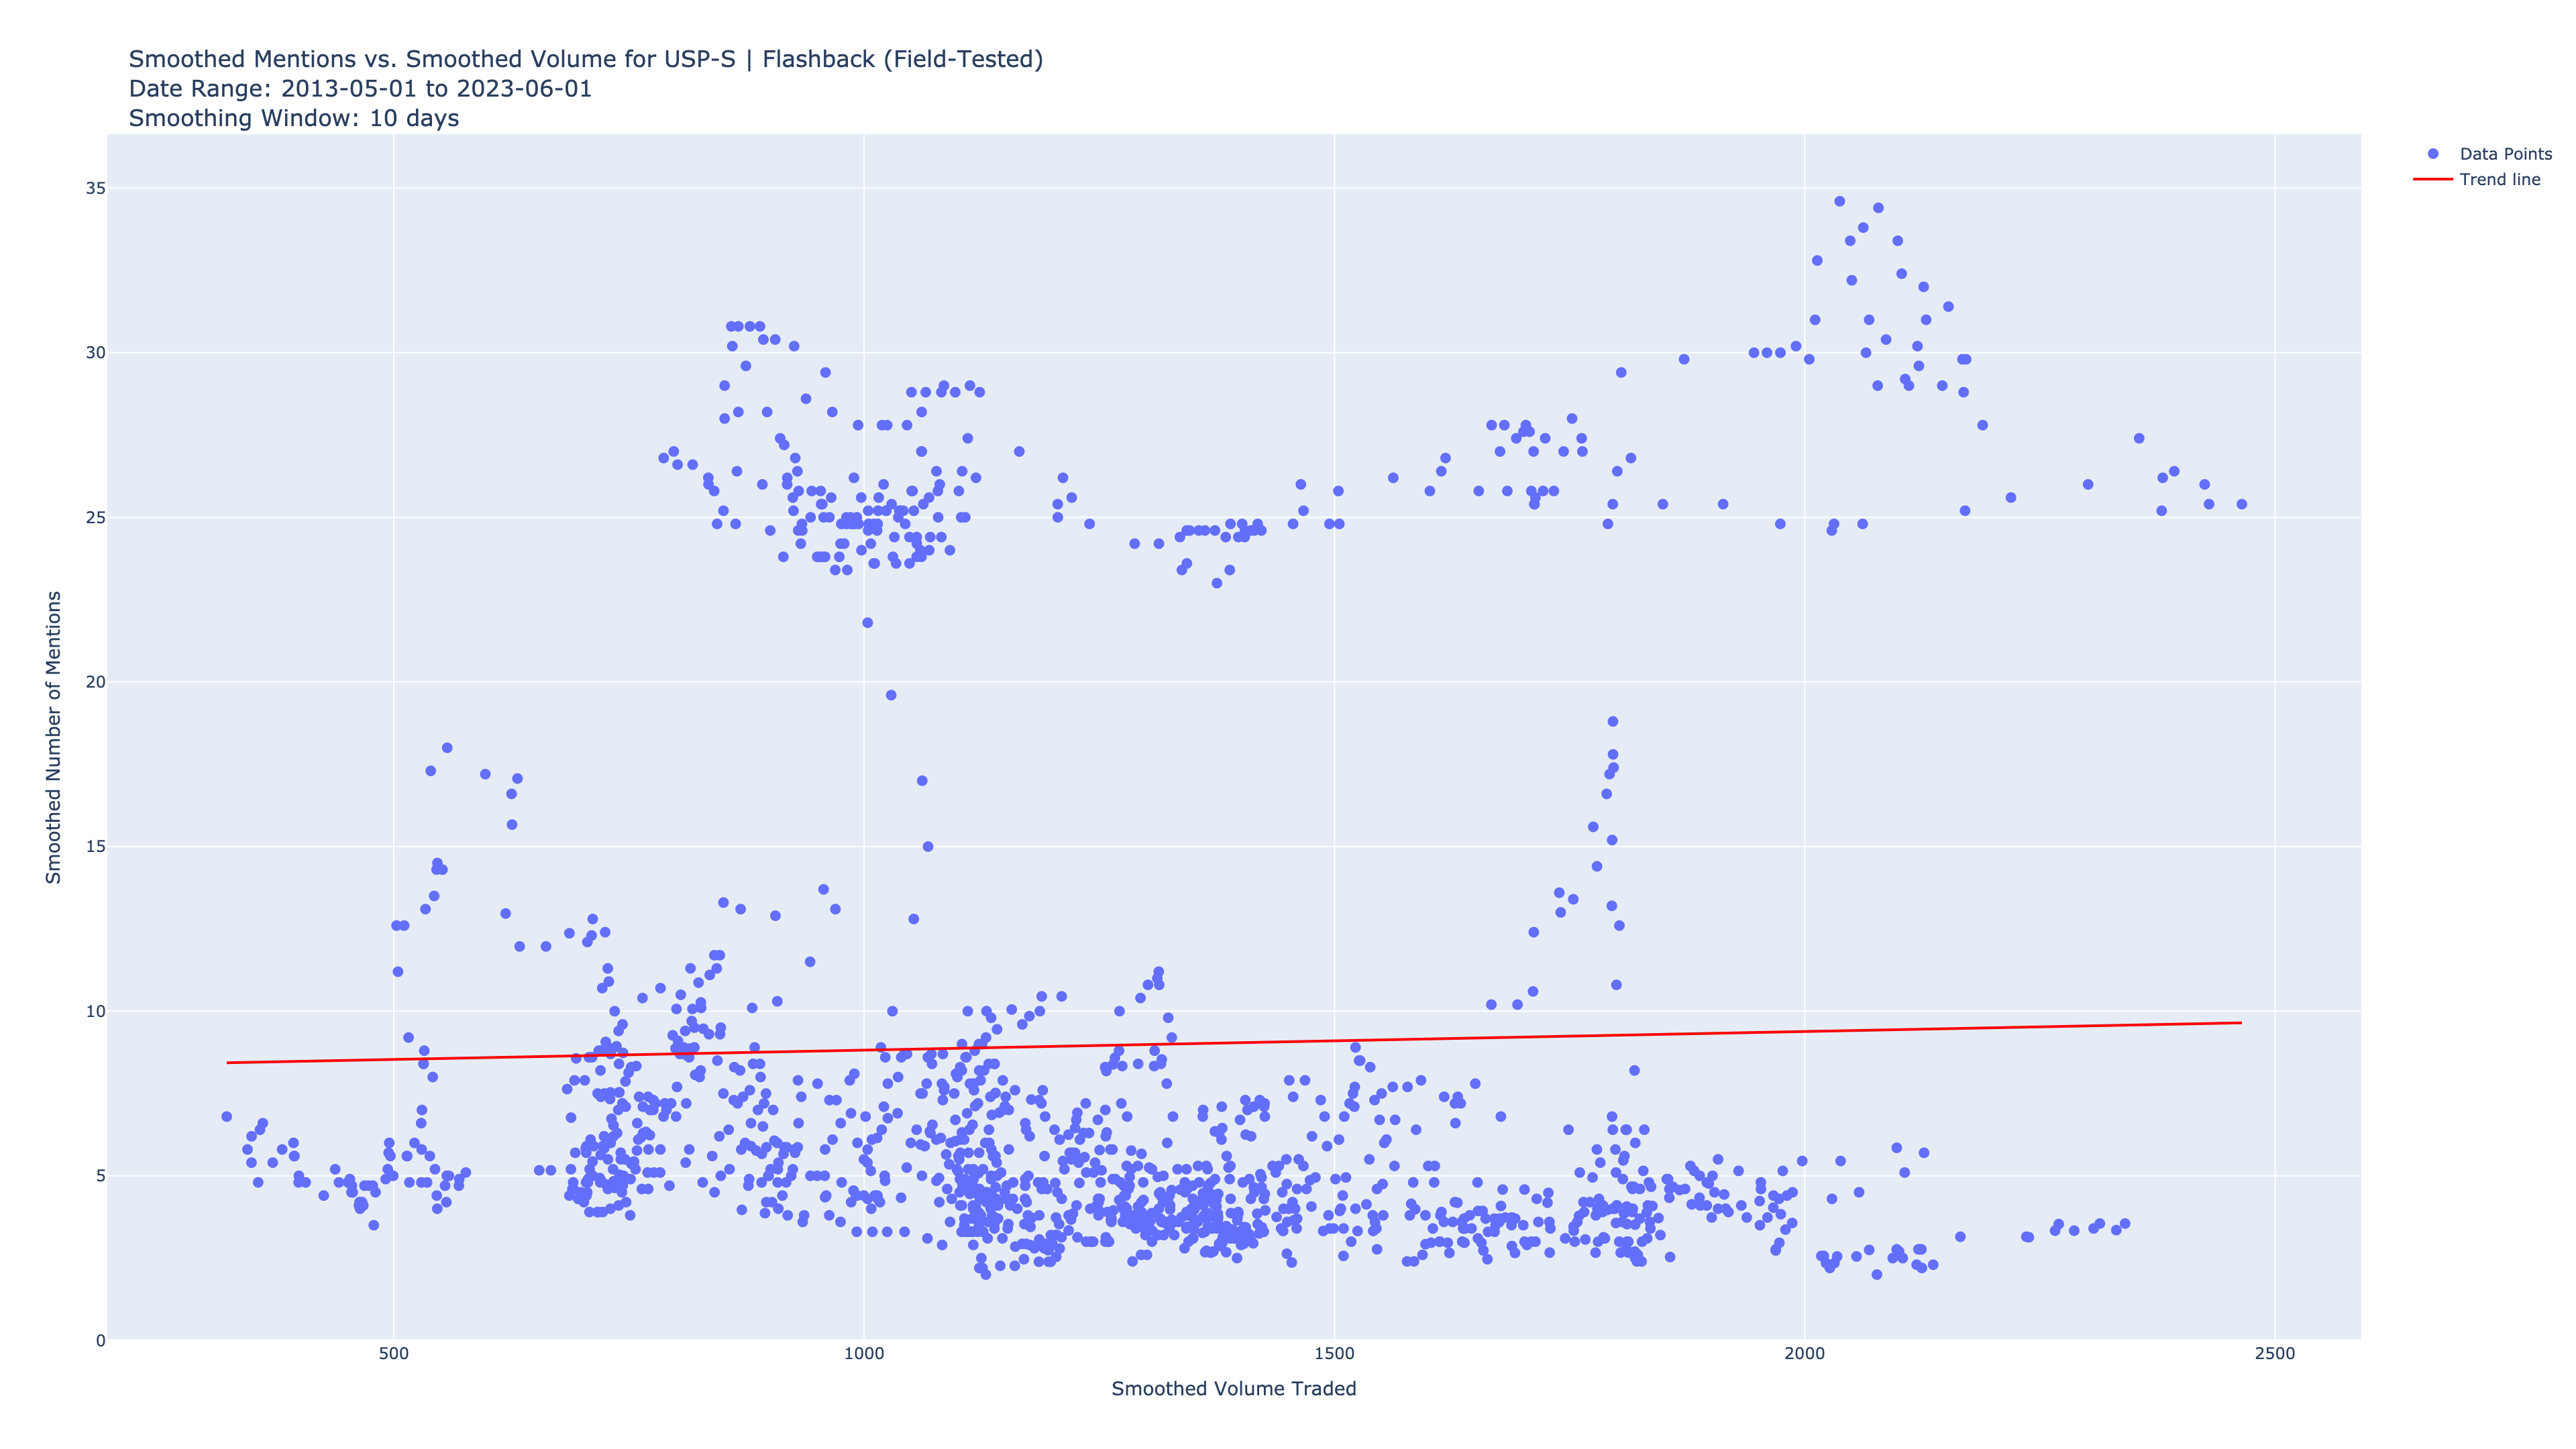 Smoothed Mentions vs. Smoothed Volume for USP-S | Flashback (Field-Tested)
Date Range: 2013-05-01 to 2023-06-01
Smoothing Window: 10 days
Data Points
Trend line
35
30
25
20
15
10
5
0
Smoothed Number of Mentions
500
1000
1500
2000
2500
Smoothed Volume Traded